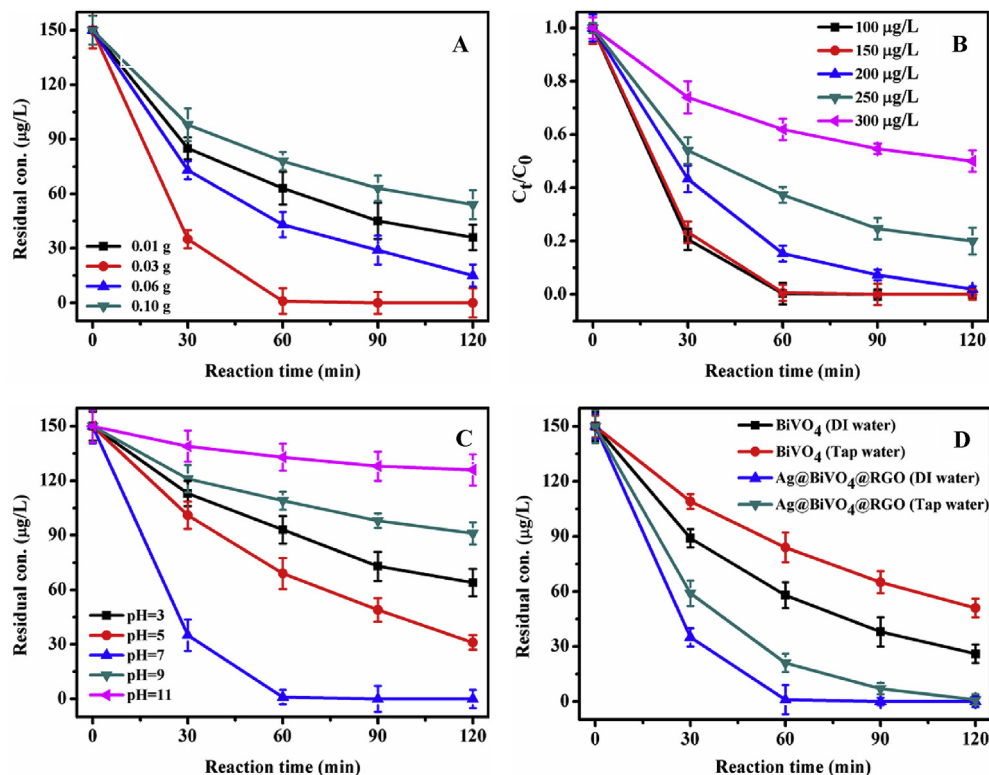 A
Residual con. (μg/L)
150
120
90
60
30
0
0.01 g
0.03 g
0.06 g
0.10 g
0 30 60 90 120
Reaction time (min)
B
Ct/C0
1.0
0.8
0.6
0.4
0.2
0.0
100 μg/L
150 μg/L
200 μg/L
250 μg/L
300 μg/L
0 30 60 90 120
Reaction time (min)
C
Residual con. (μg/L)
150
120
90
60
30
0
pH=3
pH=5
pH=7
pH=9
pH=11
0 30 60 90 120
Reaction time (min)
D
Residual con. (μg/L)
150
120
90
60
30
0
BiVO4 (DI water)
BiVO4 (Tap water)
Ag@BiVO4@RGO (DI water)
Ag@BiVO4@RGO (Tap water)
0 30 60 90 120
Reaction time (min)